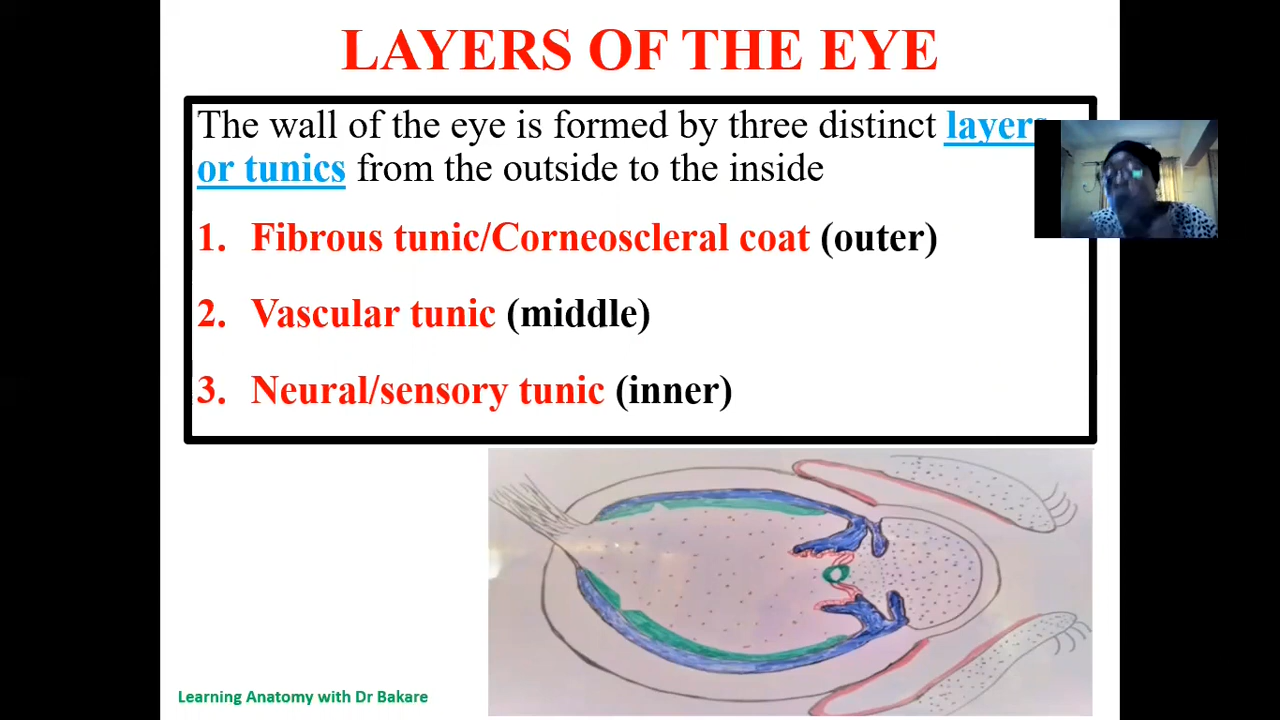 LAYERS OF THE EYE
The wall of the eye is formed by three distinct layers
or tunics from the outside to the inside
1. Fibrous tunic/Corneoscleral coat (outer)
2. Vascular tunic (middle)
3. Neural/sensory tunic (inner)
Learning Anatomy with Dr Bakare